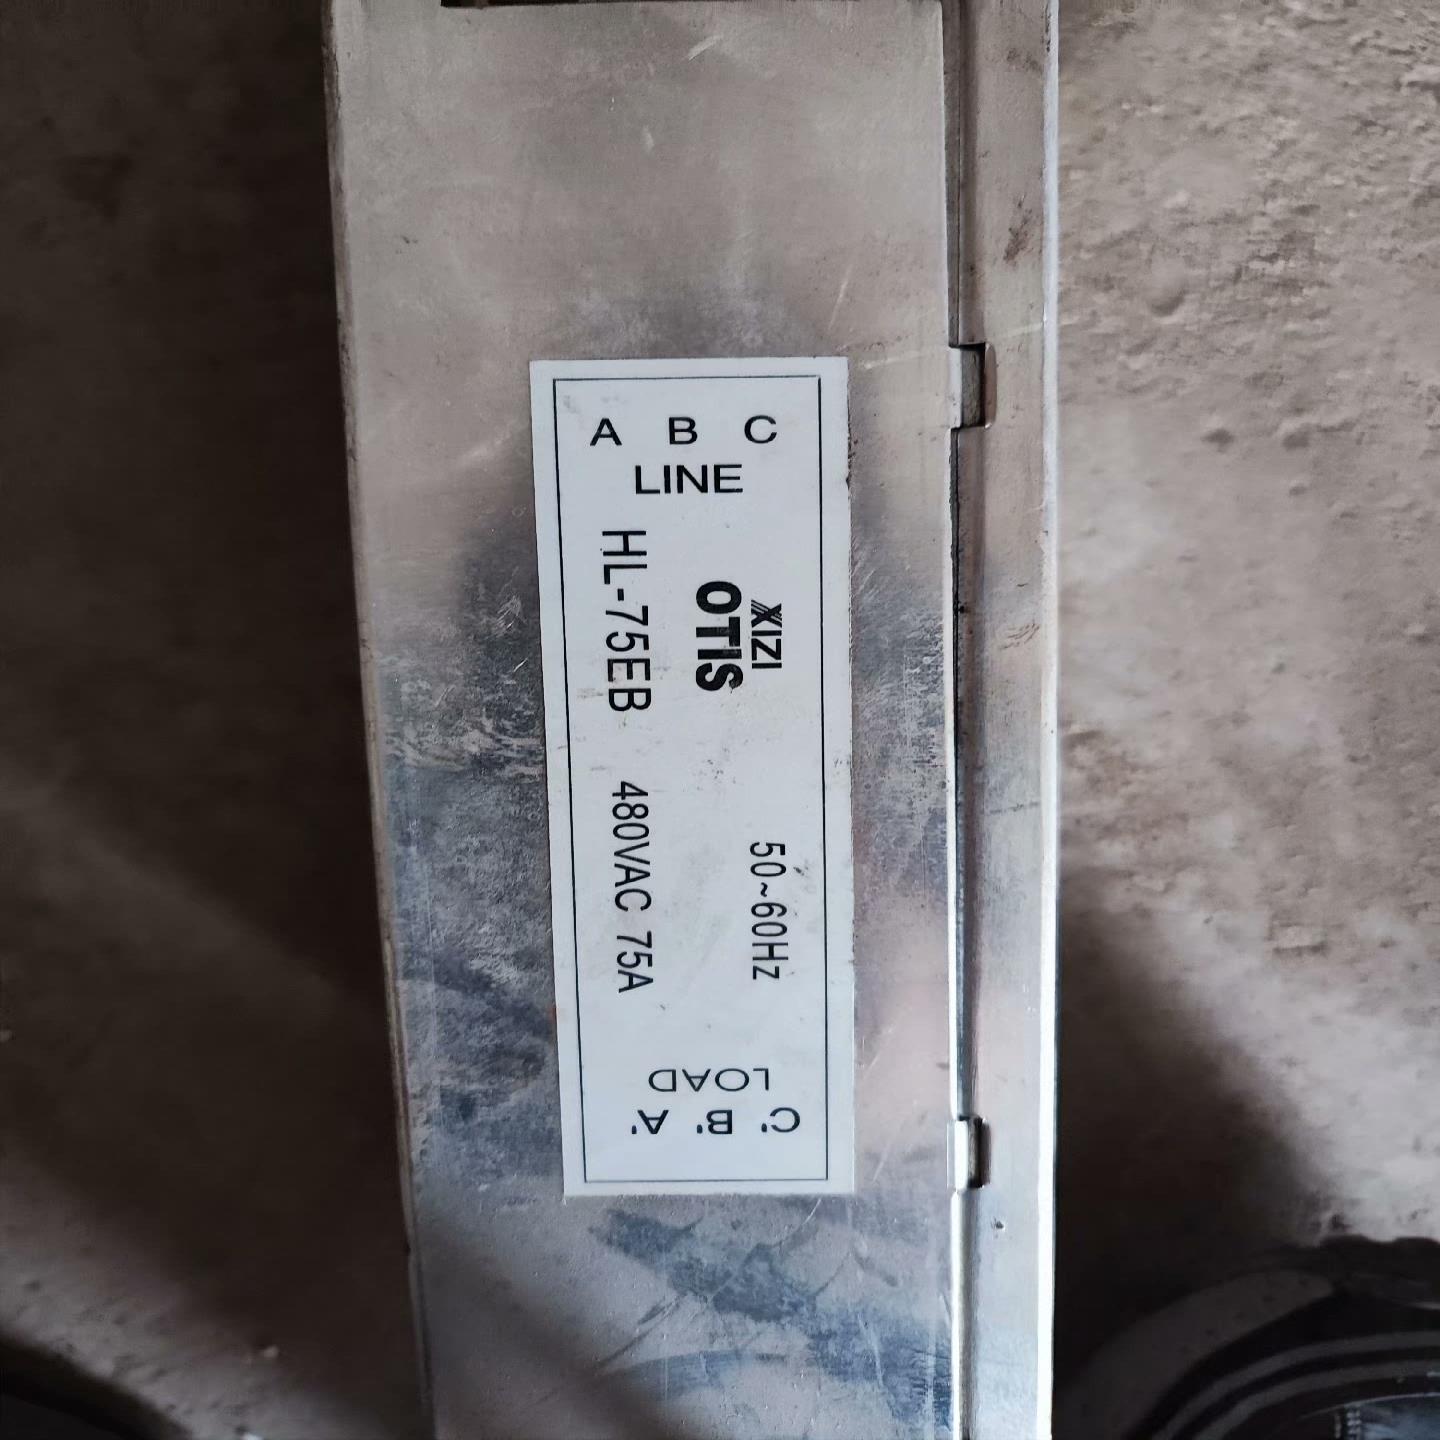 A B C
LINE
XIZI
OTIS
50~60Hz
HL-75EB 480VAC 75A
LOAD
C' B' A'